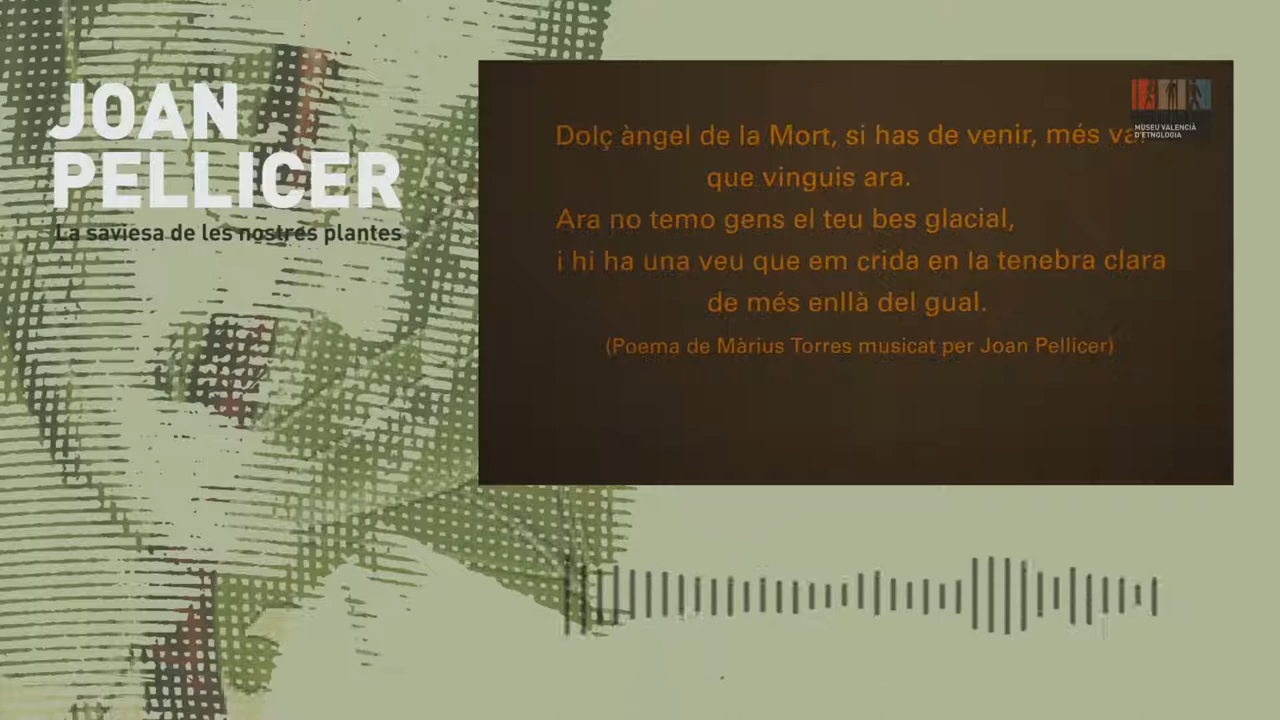 JOAN
PELLICER
La saviesa de les nostres plantes
MUSEU VALENCIÀ
D'ETNOLOGIA
Dolç àngel de la Mort, si has de venir, més
que vinguis ara.
Ara no temo gens el teu bes glacial,
i hi ha una veu que em crida en la tenebra clara
de més enllà del gual.
(Poema de Màrius Torres musicat per Joan Pellicer)